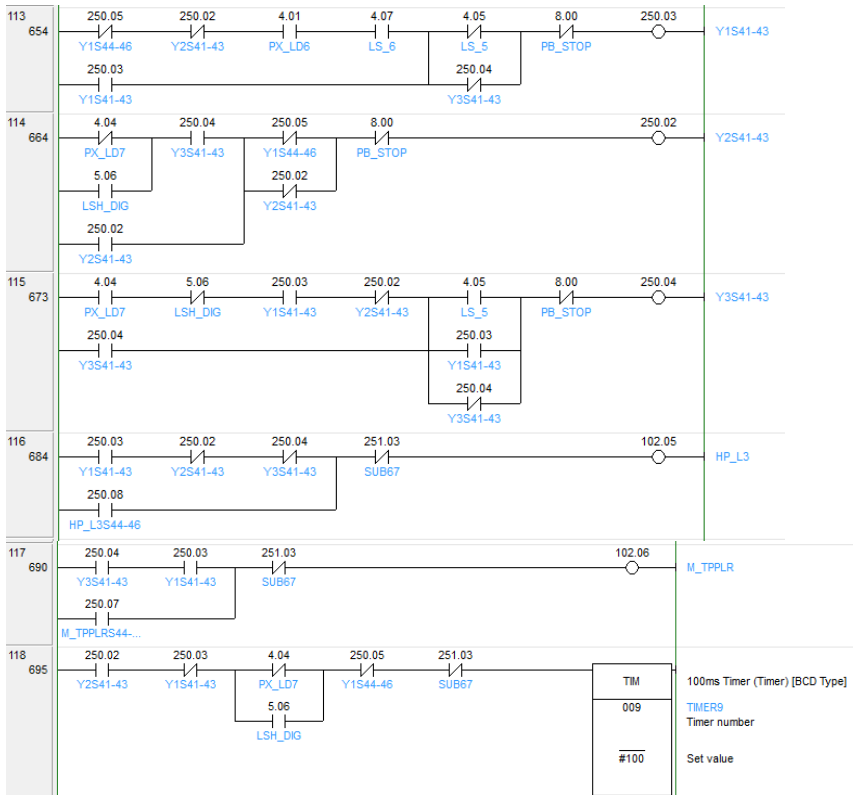 113 250.05 250.02 4.01 4.07 4.05 8.00 250.03
654 Y1S41-43
Y1S44-46 Y2S41-43 PX_LD6 LS_6 LS_5 PB_STOP
250.03 250.04
Y1S41-43 Y3S41-43
114 4.04 250.04 250.05 8.00 250.02
664 Y2S41-43
PX_LD7 Y3S41-43 Y1S44-46 PB_STOP
5.06 250.02
LSH_DIG Y2S41-43
250.02
Y2S41-43
115 4.04 5.06 250.03 250.02 4.05 8.00 250.04
673 Y3S41-43
PX_LD7 LSH_DIG Y1S41-43 Y2S41-43 LS_5 PB_STOP
250.04 250.03
Y3S41-43 Y1S41-43
250.04
Y3S41-43
116 250.03 250.02 250.04 251.03 102.05
684 HP_L3
Y1S41-43 Y2S41-43 Y3S41-43 SUB67
250.08
HP_L3S44-46
117 250.04 250.03 251.03 102.06
690 M_TPPLR
Y3S41-43 Y1S41-43 SUB67
250.07
M_TPPLRS44-...
118 250.02 250.03 4.04 250.05 251.03
695 TIM 100ms Timer (Timer) [BCD Type]
Y2S41-43 Y1S41-43 PX_LD7 Y1S44-46 SUB67
5.06 009 TIMER9
LSH_DIG Timer number
#100 Set value